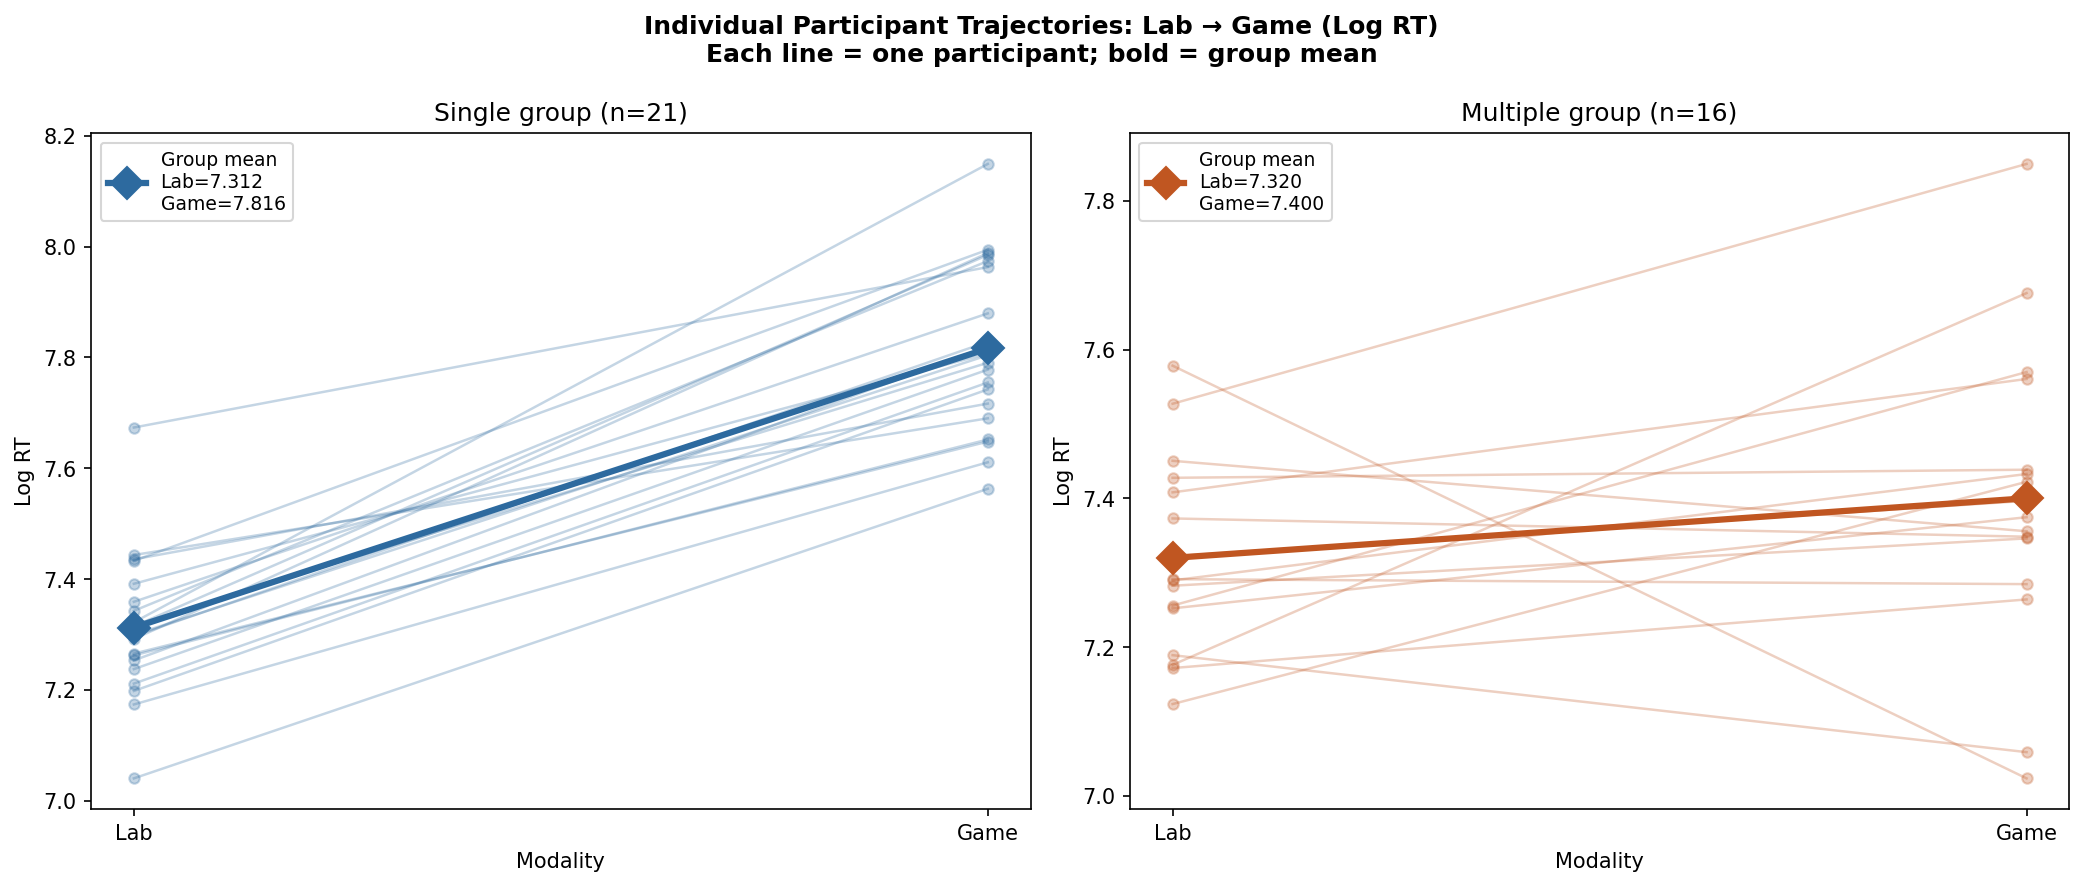 Individual Participant Trajectories: Lab → Game (Log RT)
Each line = one participant; bold = group mean
Single group (n=21)
Group mean
Lab=7.312
Game=7.816
8.2
8.0
7.8
7.6
7.4
7.2
7.0
Log RT
Lab
Game
Modality
Multiple group (n=16)
Group mean
Lab=7.320
Game=7.400
7.8
7.6
7.4
7.2
7.0
Log RT
Lab
Game
Modality